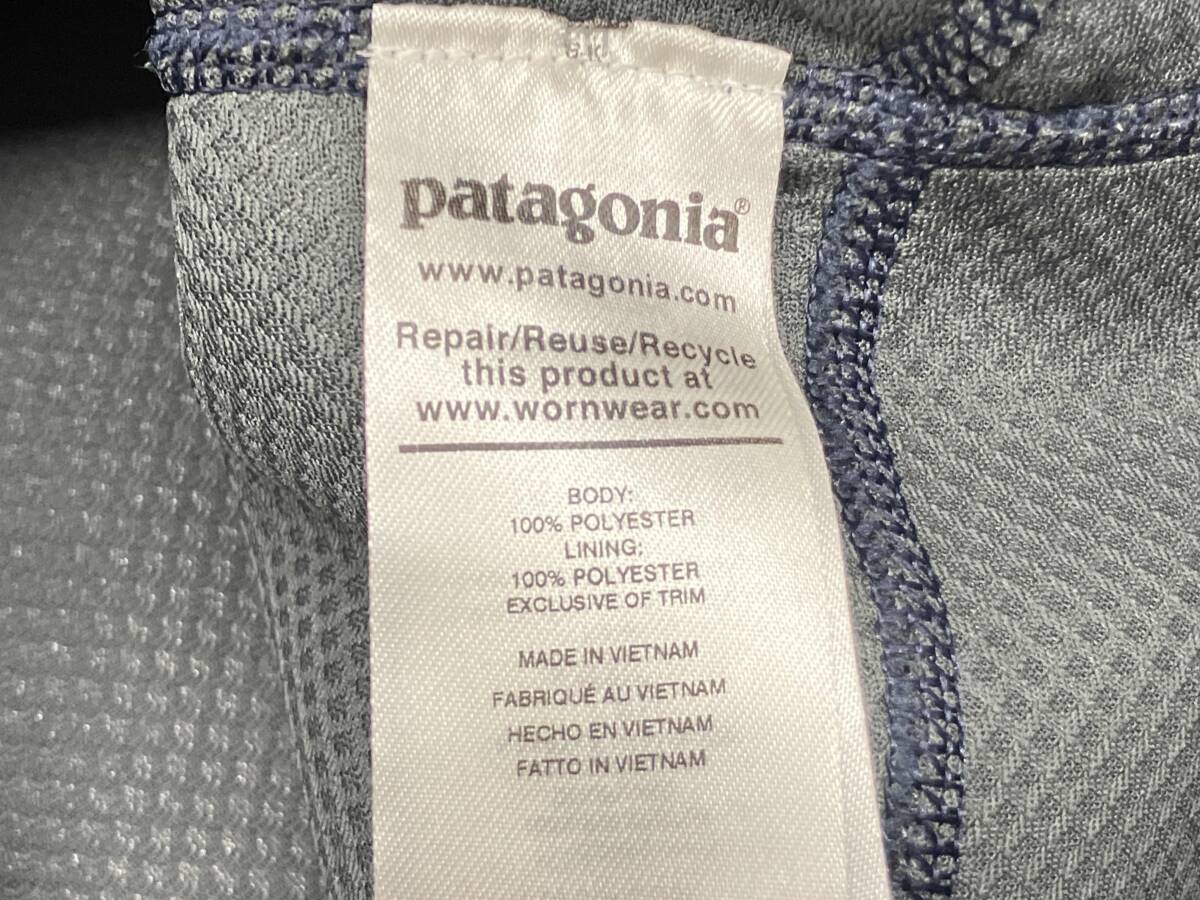 patagonia®
www.patagonia.com
Repair/Reuse/Recycle
this product at
www.wornwear.com
BODY:
100% POLYESTER
LINING:
100% POLYESTER
EXCLUSIVE OF TRIM
MADE IN VIETNAM
FABRIQUÉ AU VIETNAM
HECHO EN VIETNAM
FATTO IN VIETNAM